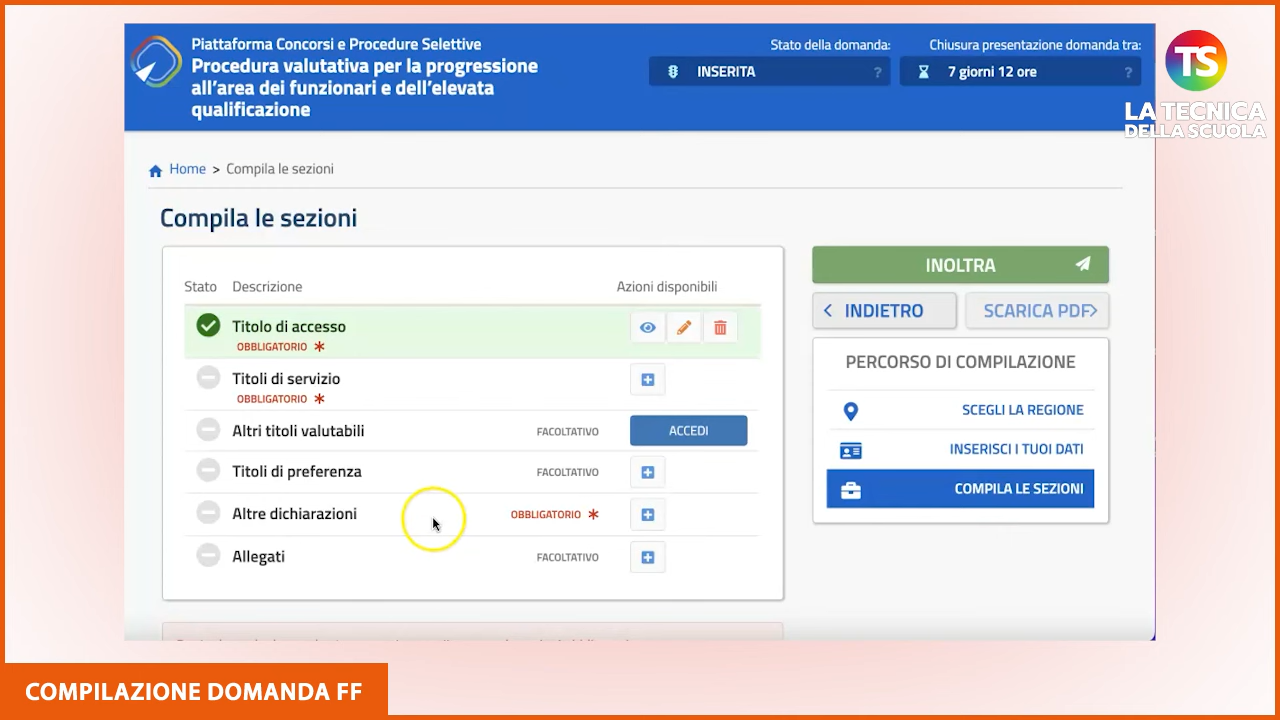 Piattaforma Concorsi e Procedure Selettive
Procedura valutativa per la progressione
all'area dei funzionari e dell'elevata
qualificazione
Stato della domanda:
INSERITA ?
Chiusura presentazione domanda tra:
7 giorni 12 ore ?
TS
LA TECNICA
DELLA SCUOLA
Home > Compila le sezioni
Compila le sezioni
Stato Descrizione Azioni disponibili
Titolo di accesso
OBBLIGATORIO *
Titoli di servizio
OBBLIGATORIO *
Altri titoli valutabili FACOLTATIVO ACCEDI
Titoli di preferenza FACOLTATIVO
Altre dichiarazioni OBBLIGATORIO *
Allegati FACOLTATIVO
INOLTRA
INDIETRO
SCARICA PDF
PERCORSO DI COMPILAZIONE
SCEGLI LA REGIONE
INSERISCI I TUOI DATI
COMPILA LE SEZIONI
COMPILAZIONE DOMANDA FF